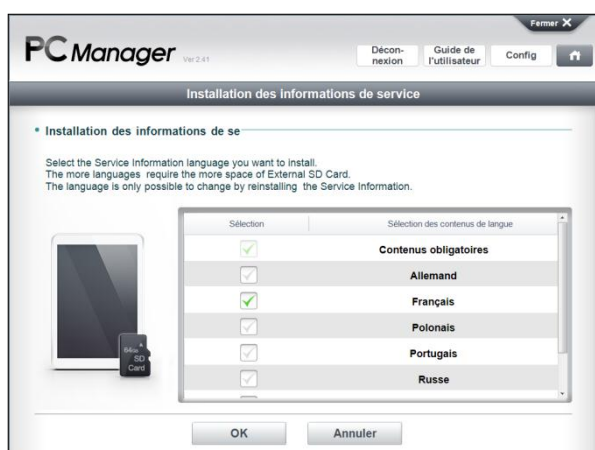 Fermer X
PC Manager Ver 2.41
Décon-
nexion
Guide de
l'utilisateur
Config
Installation des informations de service
Installation des informations de se
Select the Service Information language you want to install.
The more languages require the more space of External SD Card.
The language is only possible to change by reinstalling the Service Information.
Sélection
Sélection des contenus de langue
Contenus obligatoires
Allemand
Français
Polonais
Portugais
Russe
64GB
SD
Card
OK
Annuler